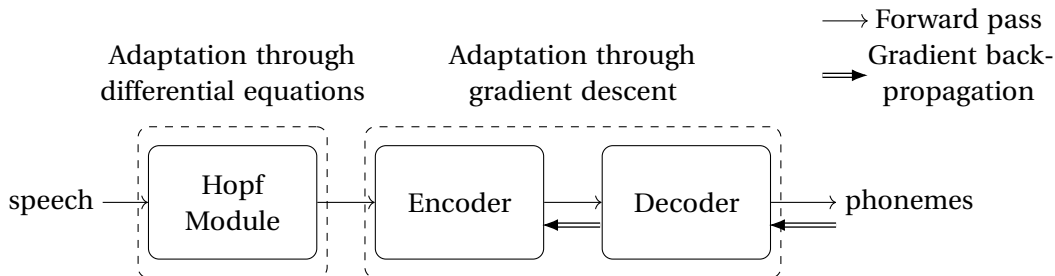 Forward pass
Gradient back-
propagation
Adaptation through
differential equations
Adaptation through
gradient descent
speech
Hopf
Module
Encoder
Decoder
phonemes